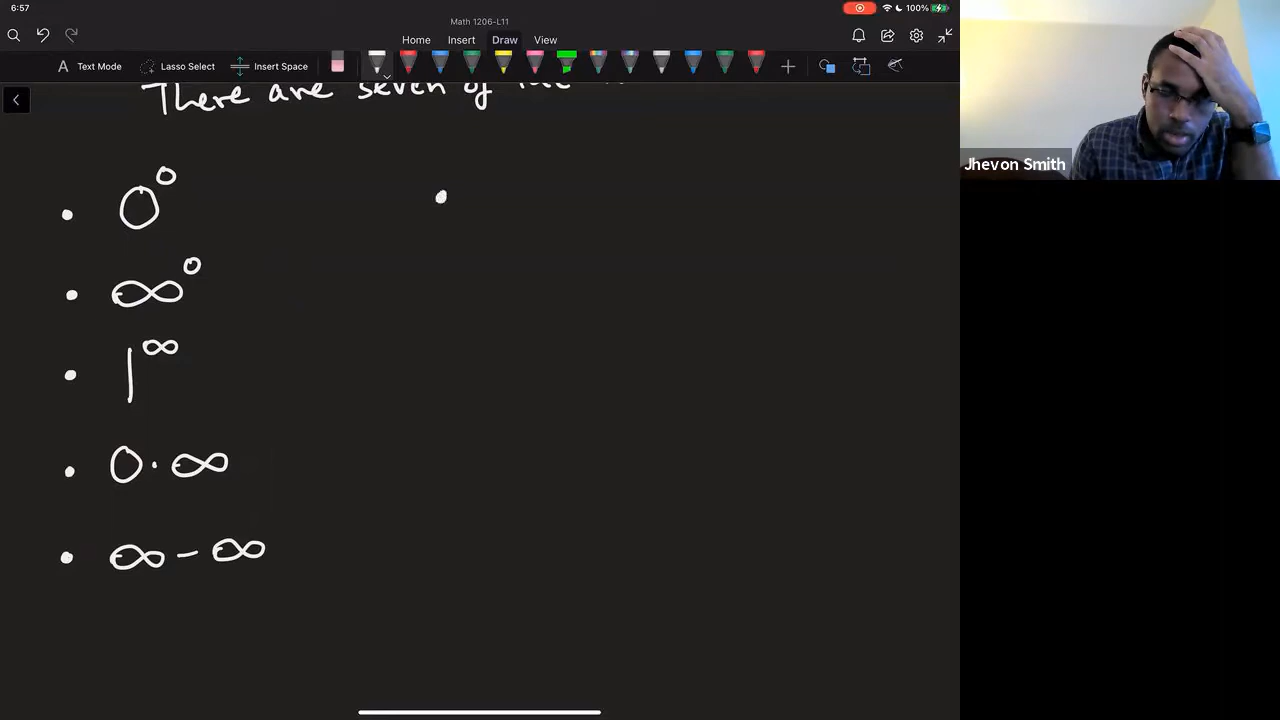 6:57
100%
Math 1206-L11
Home Insert Draw View
Text Mode Lasso Select Insert Space
There are seven of
Jhevon Smith
• 0⁰
• ∞⁰
• 1^∞
• 0·∞
• ∞-∞
•